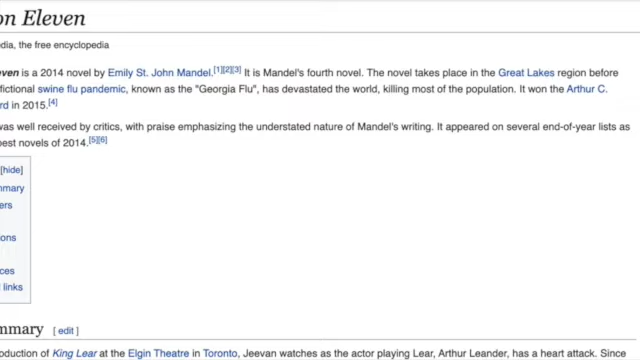 on Eleven
dia, the free encyclopedia
even is a 2014 novel by Emily St. John Mandel.[1][2][3] It is Mandel's fourth novel. The novel takes place in the Great Lakes region before
fictional swine flu pandemic, known as the "Georgia Flu", has devastated the world, killing most of the population. It won the Arthur C.
rd in 2015.[4]
was well received by critics, with praise emphasizing the understated nature of Mandel's writing. It appeared on several end-of-year lists as
best novels of 2014.[5][6]
[hide]
mmary
ers
ons
ces
l links
mmary [ edit ]
oduction of King Lear at the Elgin Theatre in Toronto, Jeevan watches as the actor playing Lear, Arthur Leander, has a heart attack. Since